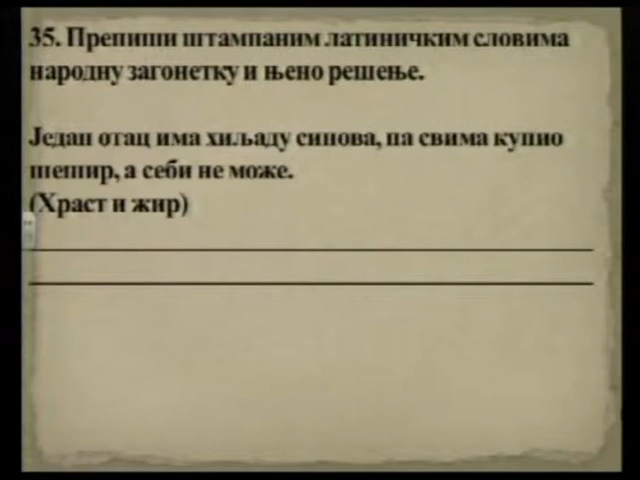 35. Препиши штампаним латиничким словима
народну загонетку и њено решење.
Један отац има хиљаду синова, па свима купио
шешир, а себи не може.
(Храст и жир)